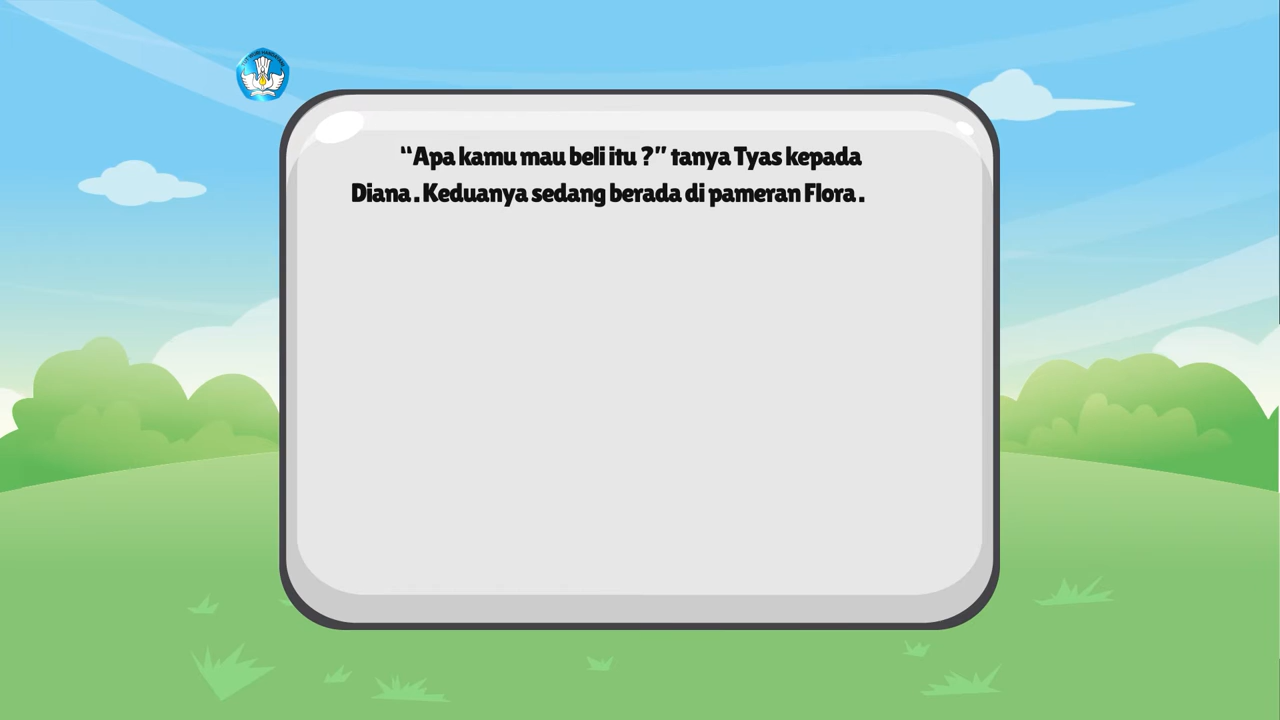 “Apa kamu mau beli itu ?” tanya Tyas kepada
Diana . Keduanya sedang berada di pameran Flora .